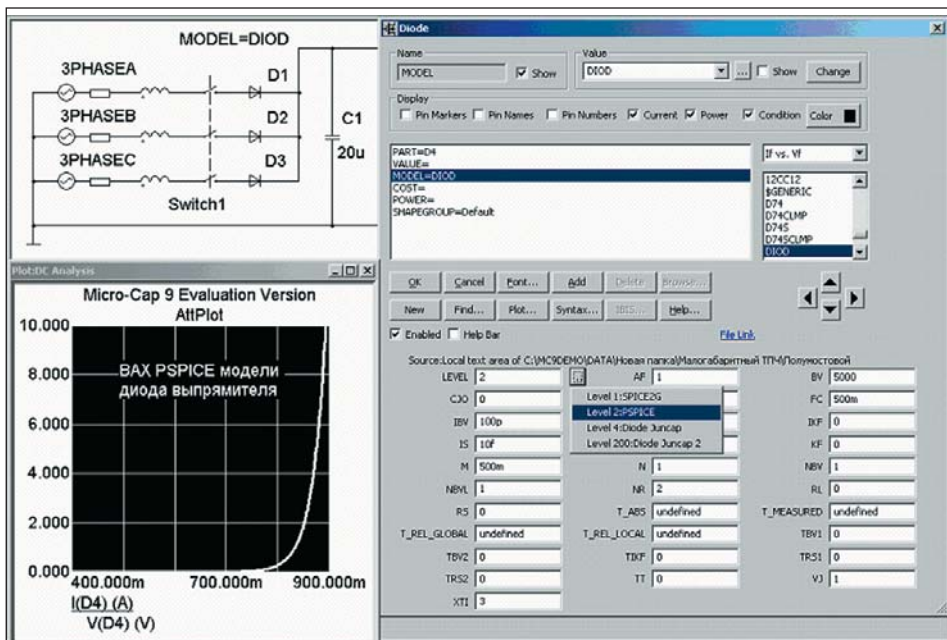 MODEL=DIOD
3PHASEA
D1
3PHASEB
D2
C1
20u
3PHASEC
D3
Switch1
Plot:DC Analysis
Micro-Cap 9 Evaluation Version
AttPlot
10.000
8.000
6.000
4.000
2.000
0.000
ВАХ PSPICE модели
диода выпрямителя
400.000m 700.000m 900.000m
I(D4) (A)
V(D4) (V)
Diode
Name
MODEL Show
Value
DIOD ... Show Change
Display
Pin Markers Pin Names Pin Numbers Current Power Condition Color
PART=D4
VALUE=
MODEL=DIOD
COST=
POWER=
SHAPEGROUP=Default
If vs. Vf
12CC12
$GENERIC
D74
D74CLMP
D74S
D74SCLMP
DIOD
OK Cancel Font... Add Delete Browse...
New Find... Plot... Syntax... IBIS... Help...
Enabled Help Bar File Link
Source:Local text area of C:\MC9DEMO\DATA\Новая папка\Малогабаритный ТПЧ\Полумостовой
LEVEL 2 ... AF 1 BV 5000
Level 1:SPICE2G
Level 2:PSPICE
Level 4:Diode Juncap
Level 200:Diode Juncap 2
CJO 0 FC 500m
IBV 100p IKF 0
IS 10f KF 0
M 500m N 1 NBV 1
NBVL 1 NR 2 RL 0
RS 0 T_ABS undefined T_MEASURED undefined
T_REL_GLOBAL undefined T_REL_LOCAL undefined TBV1 0
TBV2 0 TIKF 0 TRS1 0
TRS2 0 TT 0 VJ 1
XTI 3